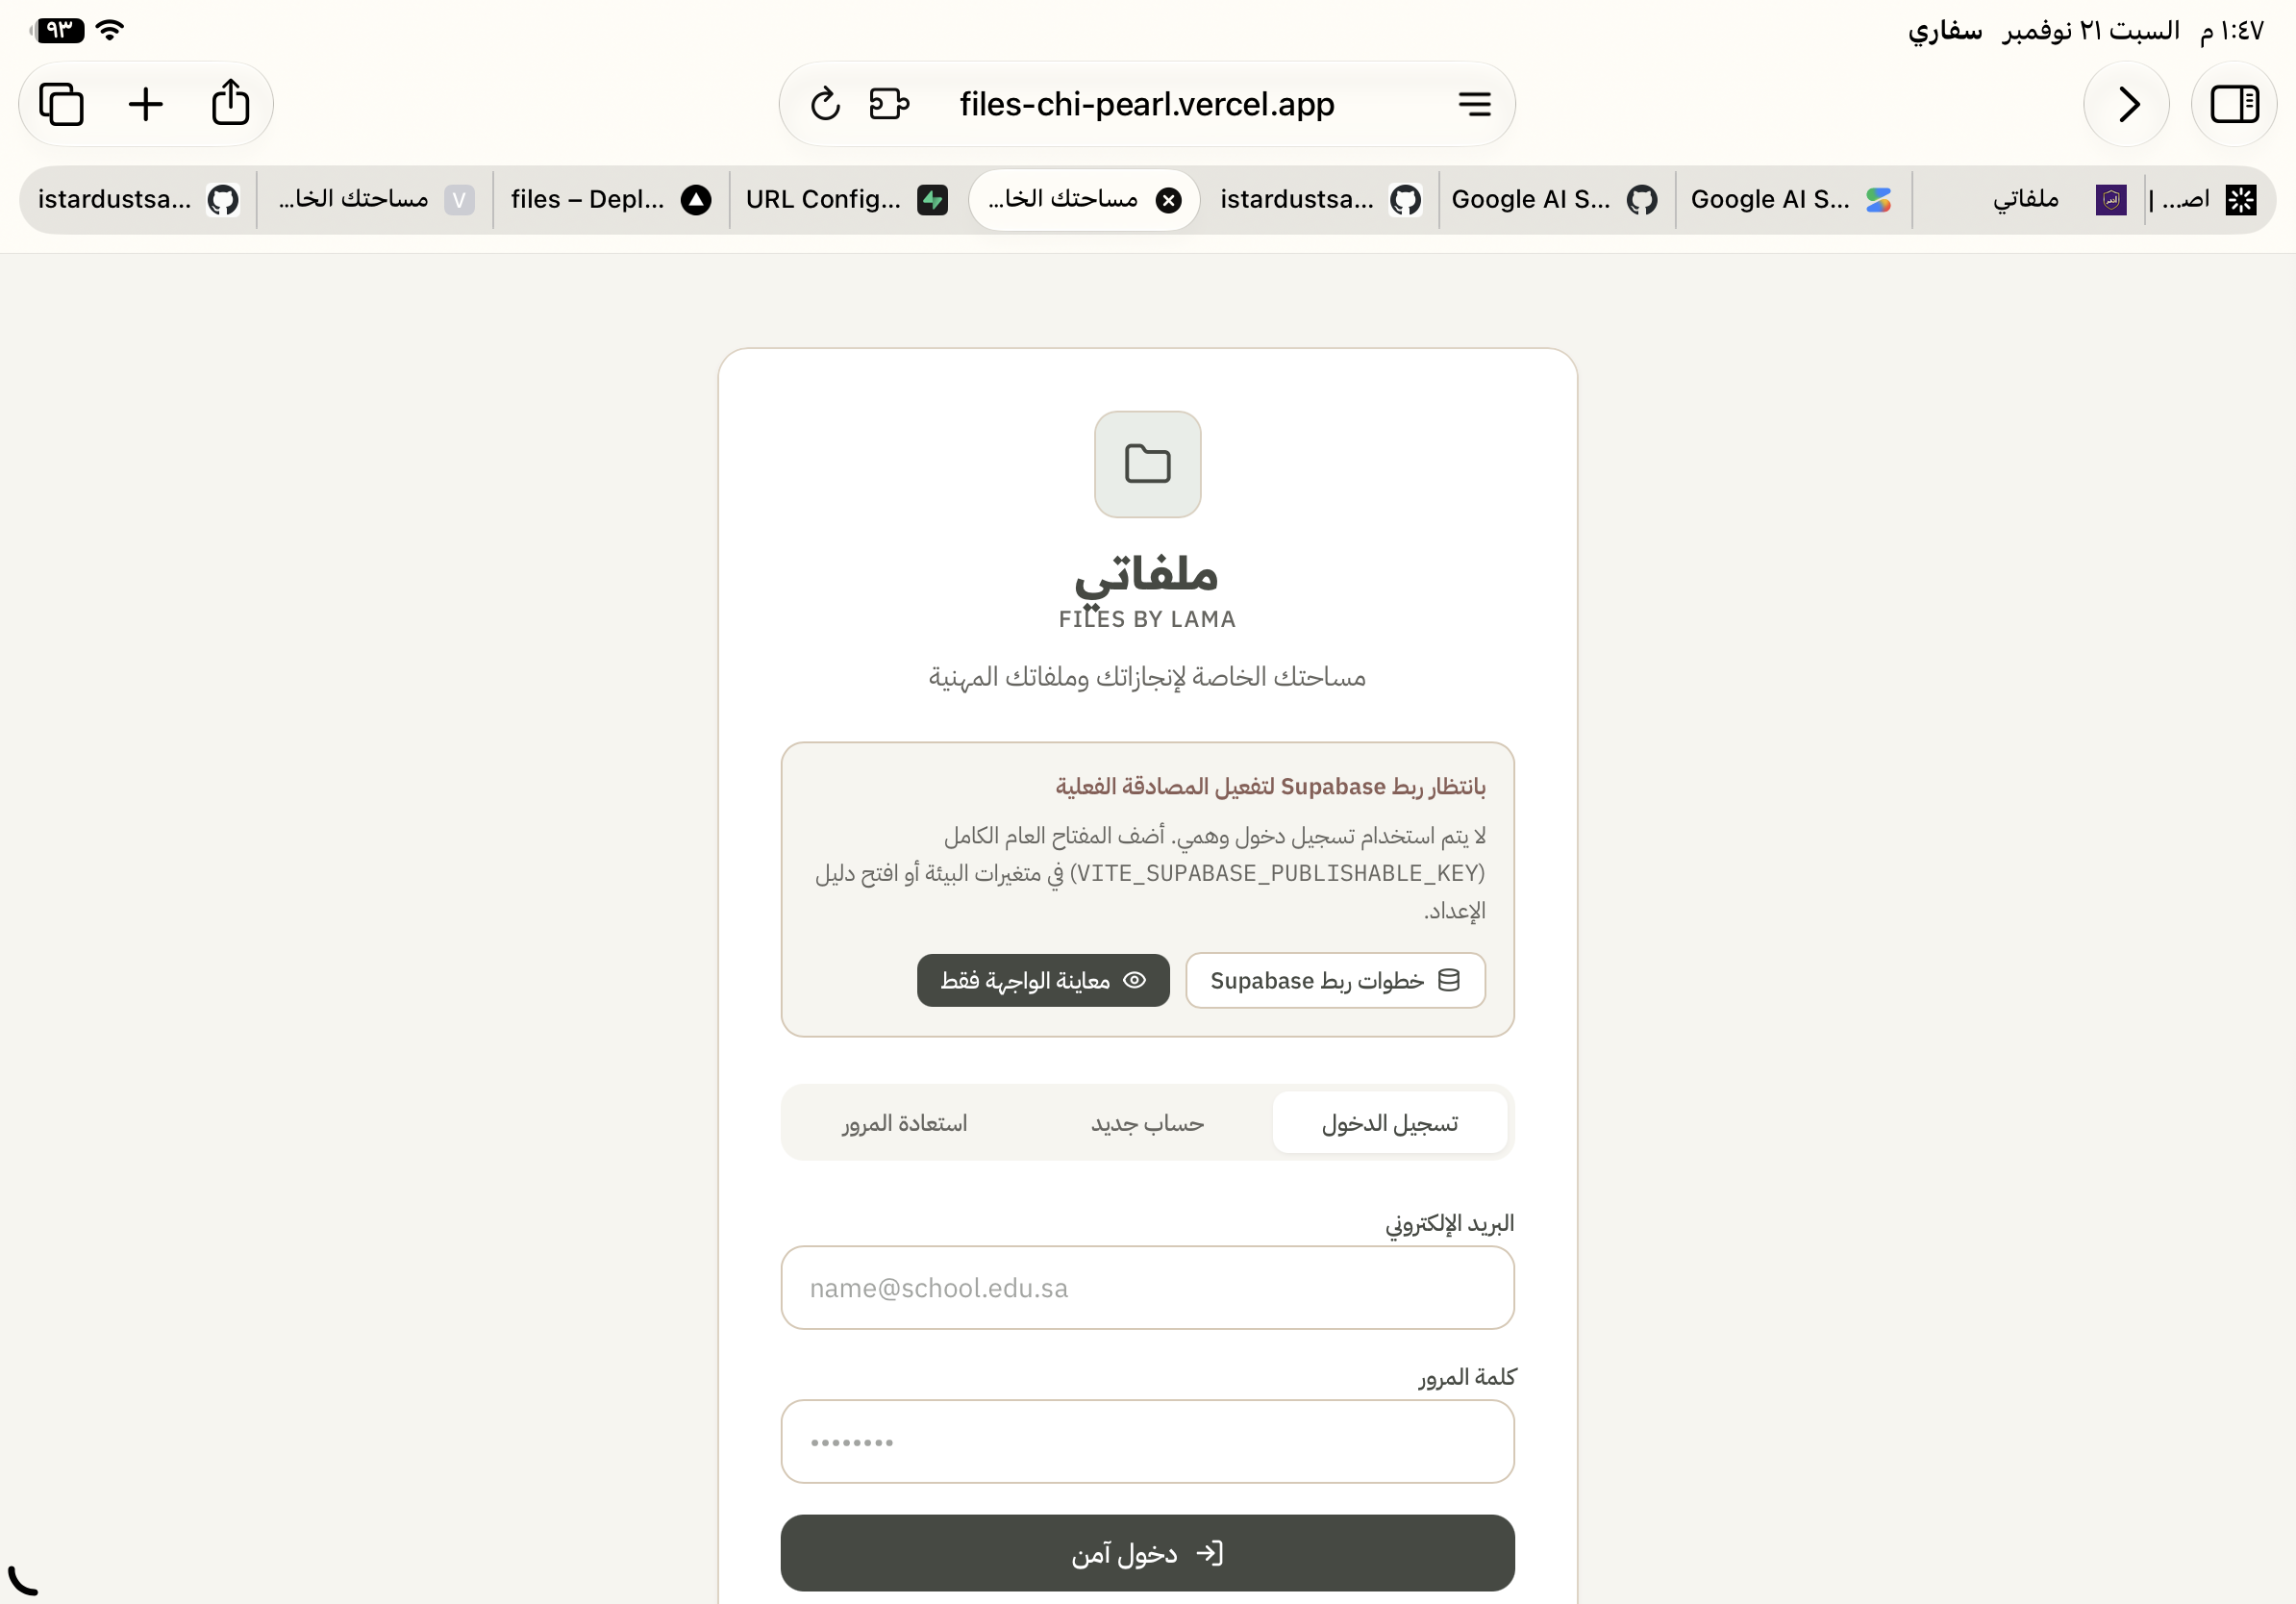 ١:٤٧ م السبت ٢١ نوفمبر سفاري
٩٣
files-chi-pearl.vercel.app
اصـ... |
ملفاتي
Google AI S...
Google AI S...
istardustsa...
مساحتك الخا...
URL Config...
files – Depl...
مساحتك الخا...
V
istardustsa...
ملفاتي
FILES BY LAMA
مساحتك الخاصة لإنجازاتك وملفاتك المهنية
بانتظار ربط Supabase لتفعيل المصادقة الفعلية
لا يتم استخدام تسجيل دخول وهمي. أضف المفتاح العام الكامل
(VITE_SUPABASE_PUBLISHABLE_KEY) في متغيرات البيئة أو افتح دليل
الإعداد.
خطوات ربط Supabase
معاينة الواجهة فقط
تسجيل الدخول
حساب جديد
استعادة المرور
البريد الإلكتروني
name@school.edu.sa
كلمة المرور
••••••••
دخول آمن